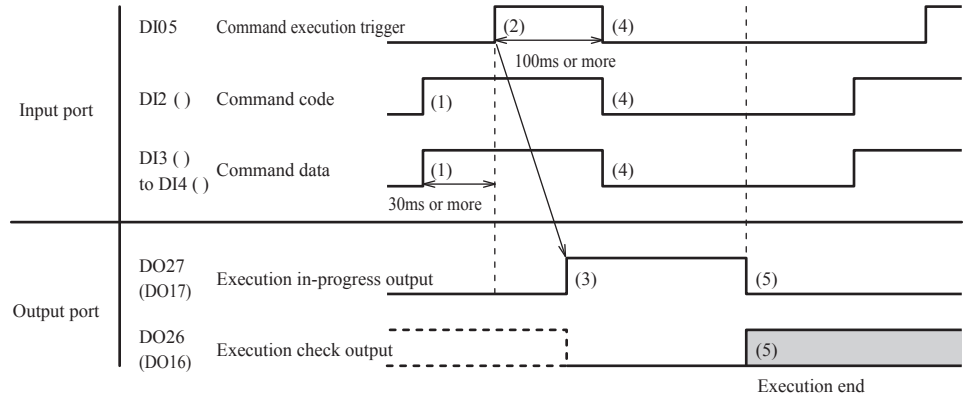 DI05 Command execution trigger (2) (4)
100ms or more
Input port
DI2 ( ) Command code (1) (4)
DI3 ( )
to DI4 ( )
Command data (1) (4)
30ms or more
DO27
(DO17)
Execution in-progress output (3) (5)
Output port
DO26
(DO16)
Execution check output (5)
Execution end